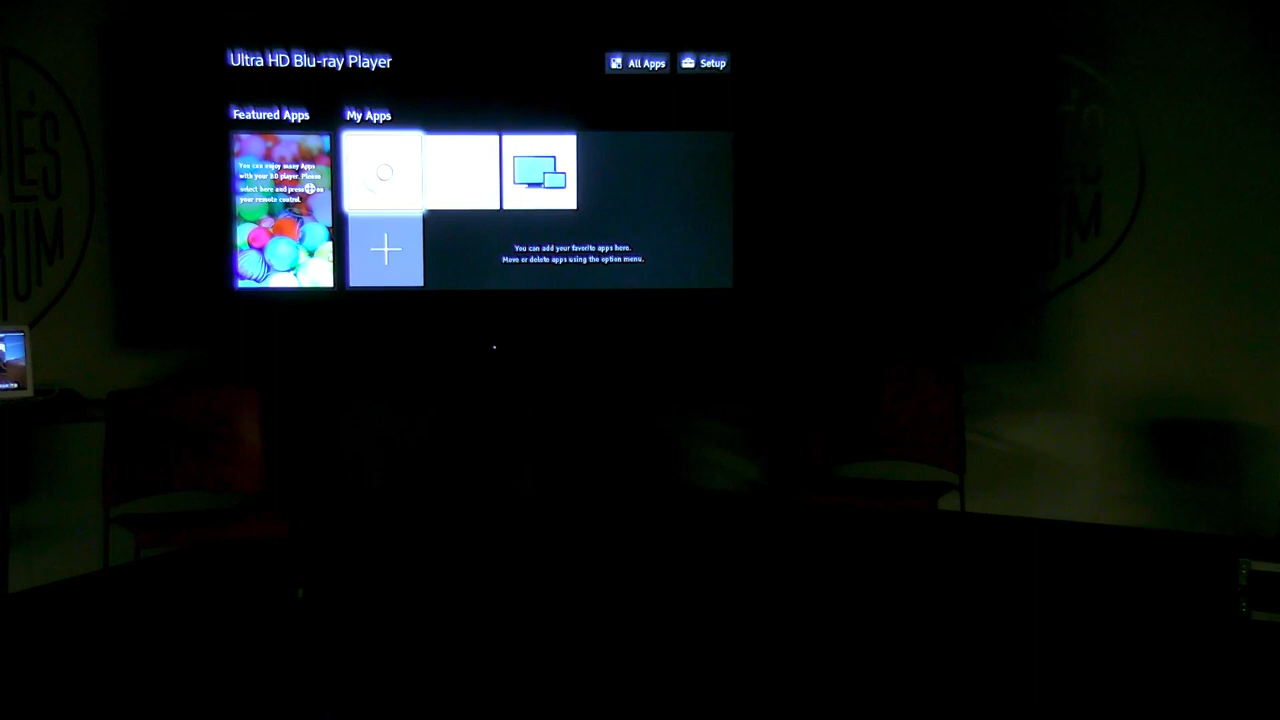 Ultra HD Blu-ray Player
All Apps
Setup
Featured Apps
My Apps
You can enjoy many Apps
with your BD player. Please
select here and press on
your remote control.
You can add your favorite apps here.
Move or delete apps using the option menu.